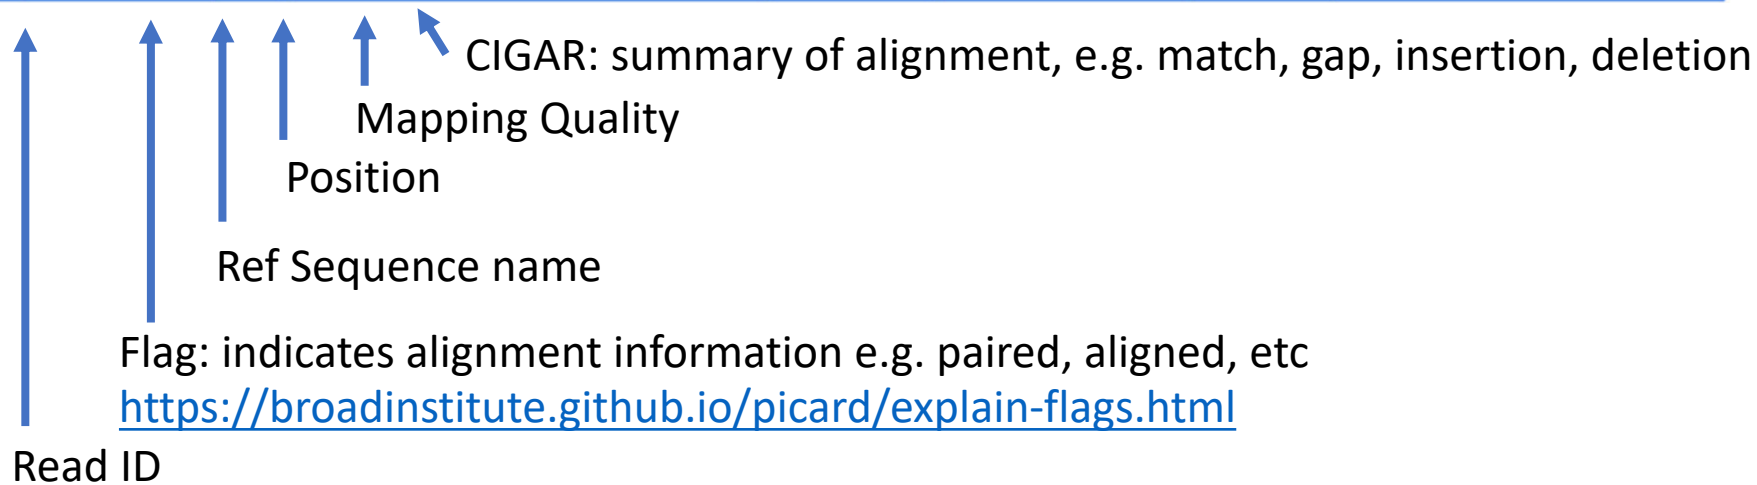 CIGAR: summary of alignment, e.g. match, gap, insertion, deletion
Mapping Quality
Position
Ref Sequence name
Flag: indicates alignment information e.g. paired, aligned, etc
https://broadinstitute.github.io/picard/explain-flags.html
Read ID